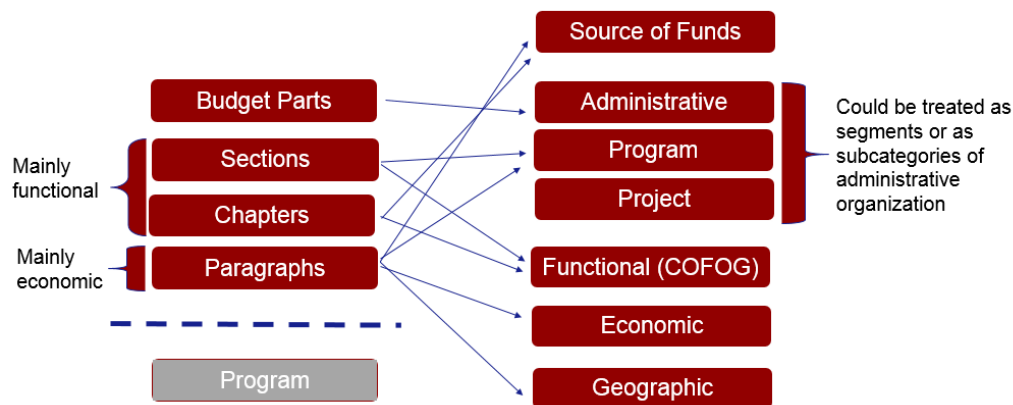 Source of Funds
Budget Parts
Administrative
Mainly
functional
Sections
Program
Could be treated as
segments or as
subcategories of
administrative
organization
Chapters
Project
Mainly
economic
Paragraphs
Functional (COFOG)
Economic
Program
Geographic